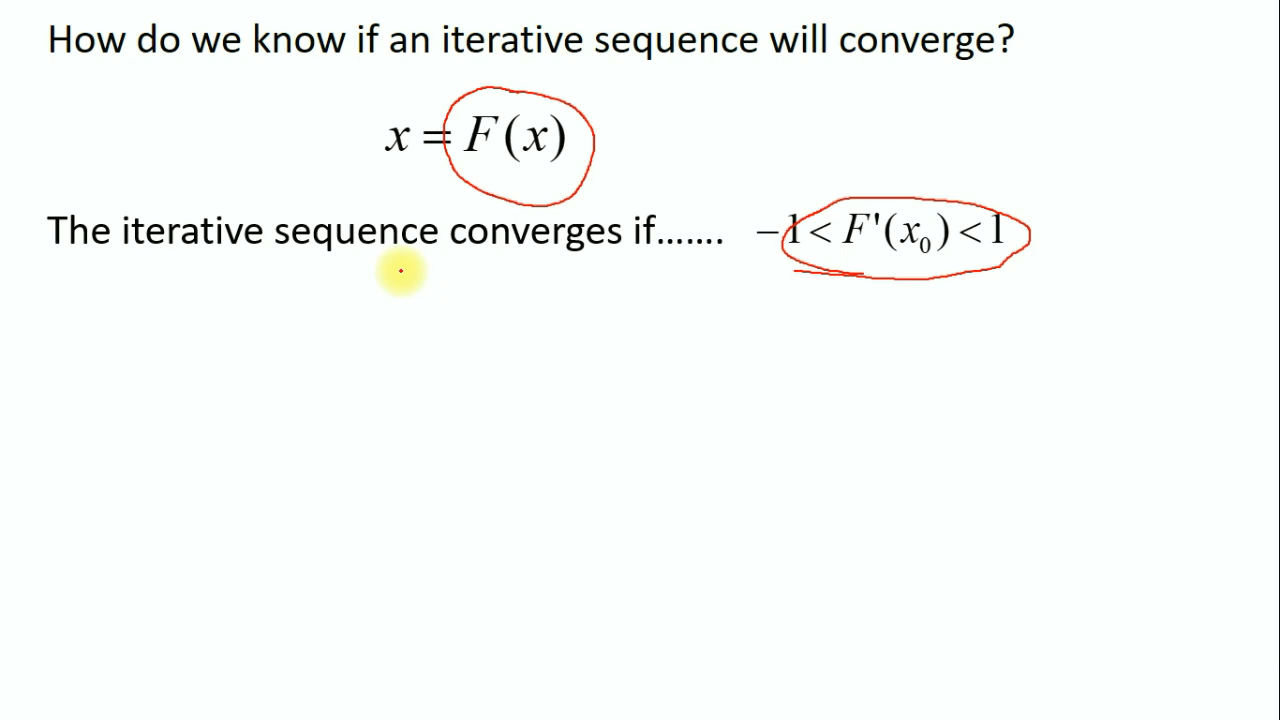 How do we know if an iterative sequence will converge?
x = F(x)
The iterative sequence converges if....... −1 < F'(x₀) < 1